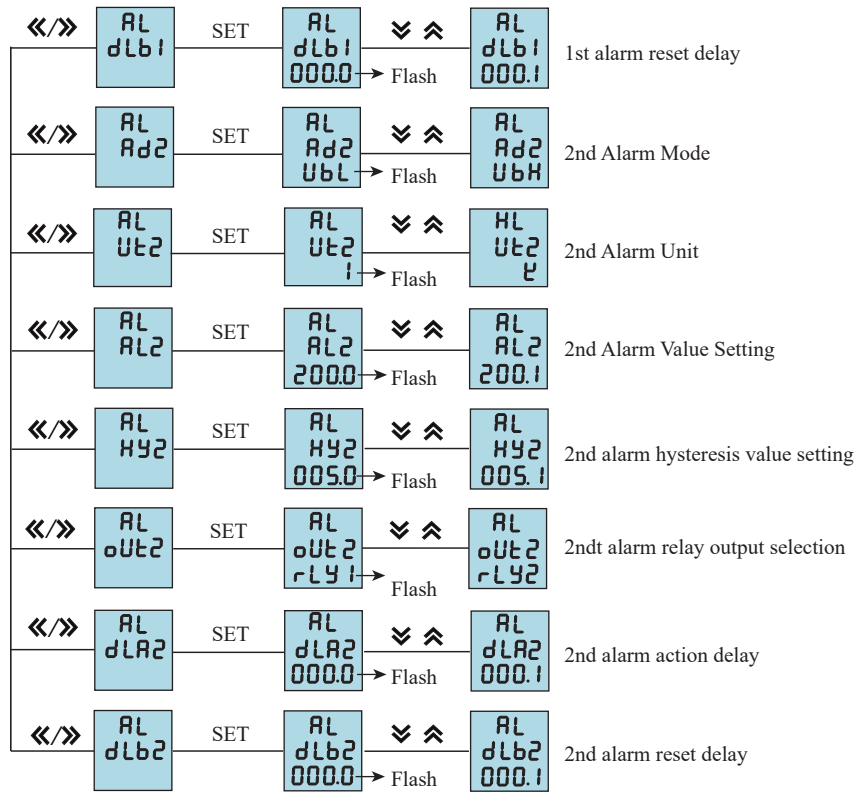 «/» AL dLb1 SET AL dLb1 000.0 Flash AL dLb1 000.1 1st alarm reset delay
«/» AL Ad2 SET AL Ad2 UbL Flash AL Ad2 UbH 2nd Alarm Mode
«/» AL Ut2 SET AL Ut2 1 Flash HL Ut2 2nd Alarm Unit
«/» AL AL2 SET AL AL2 200.0 Flash AL AL2 200.1 2nd Alarm Value Setting
«/» AL HY2 SET AL HY2 005.0 Flash AL HY2 005.1 2nd alarm hysteresis value setting
«/» AL oUt2 SET AL oUt2 rLY1 Flash AL oUt2 rLY2 2ndt alarm relay output selection
«/» AL dLA2 SET AL dLA2 000.0 Flash AL dLA2 000.1 2nd alarm action delay
«/» AL dLb2 SET AL dLb2 000.0 Flash AL dLb2 000.1 2nd alarm reset delay